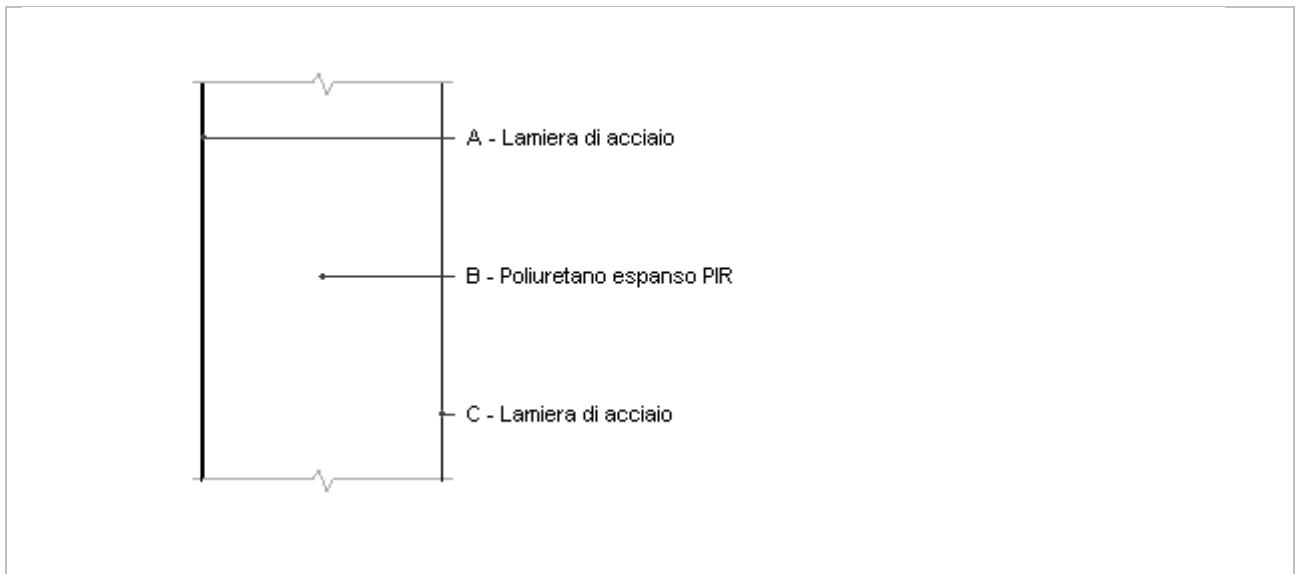 A - Lamiera di acciaio
B - Poliuretano espanso PIR
C - Lamiera di acciaio